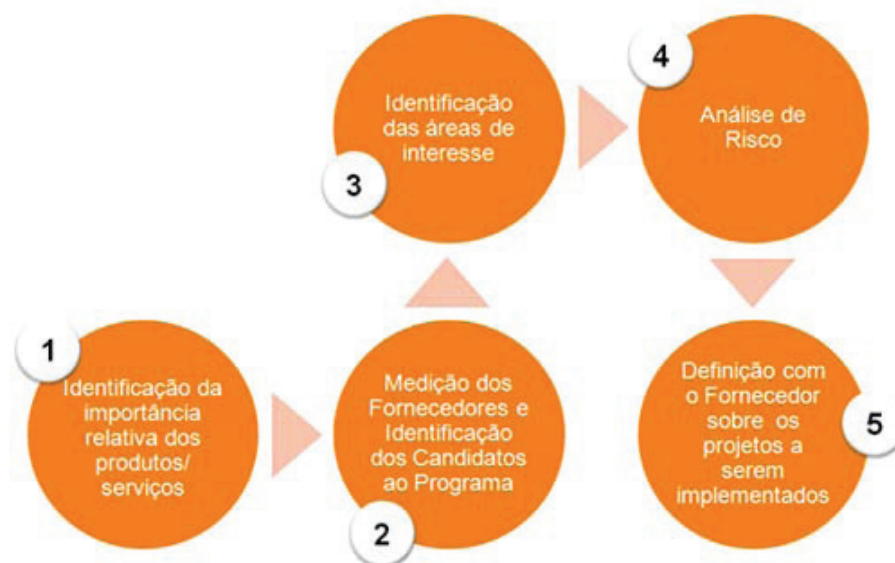 1
Identificação da
importância
relativa dos
produtos/
serviços
2
Medição dos
Fornecedores e
Identificação
dos Candidatos
ao Programa
3
Identificação
das áreas de
interesse
4
Análise de
Risco
5
Definição com
o Fornecedor
sobre os
projetos a
serem
implementados